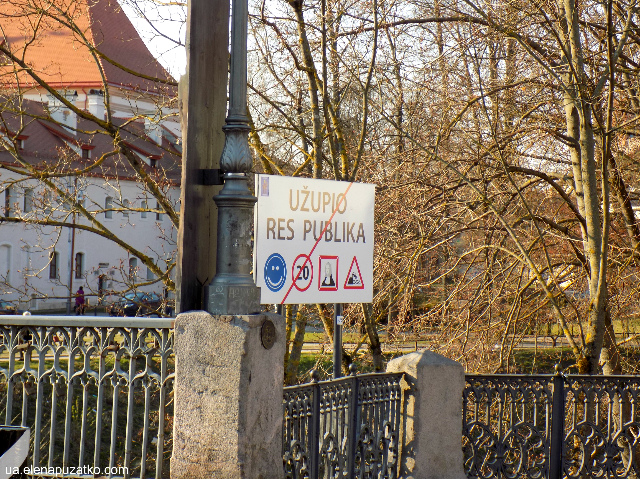 UŽUPIO
RES PUBLIKA
20
ua.elenapuzatko.com